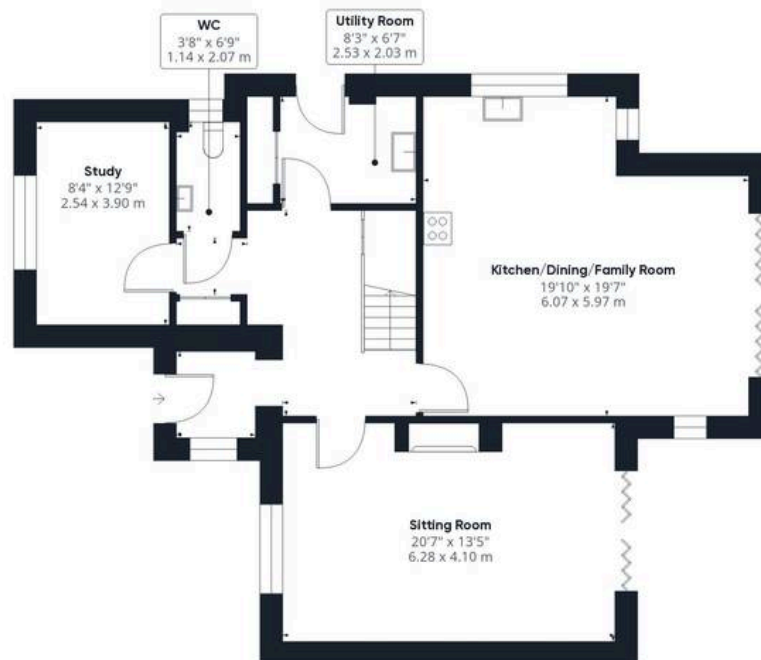 WC
3'8" x 6'9"
1.14 x 2.07 m
Utility Room
8'3" x 6'7"
2.53 x 2.03 m
Study
8'4" x 12'9"
2.54 x 3.90 m
Kitchen/Dining/Family Room
19'10" x 19'7"
6.07 x 5.97 m
Sitting Room
20'7" x 13'5"
6.28 x 4.10 m